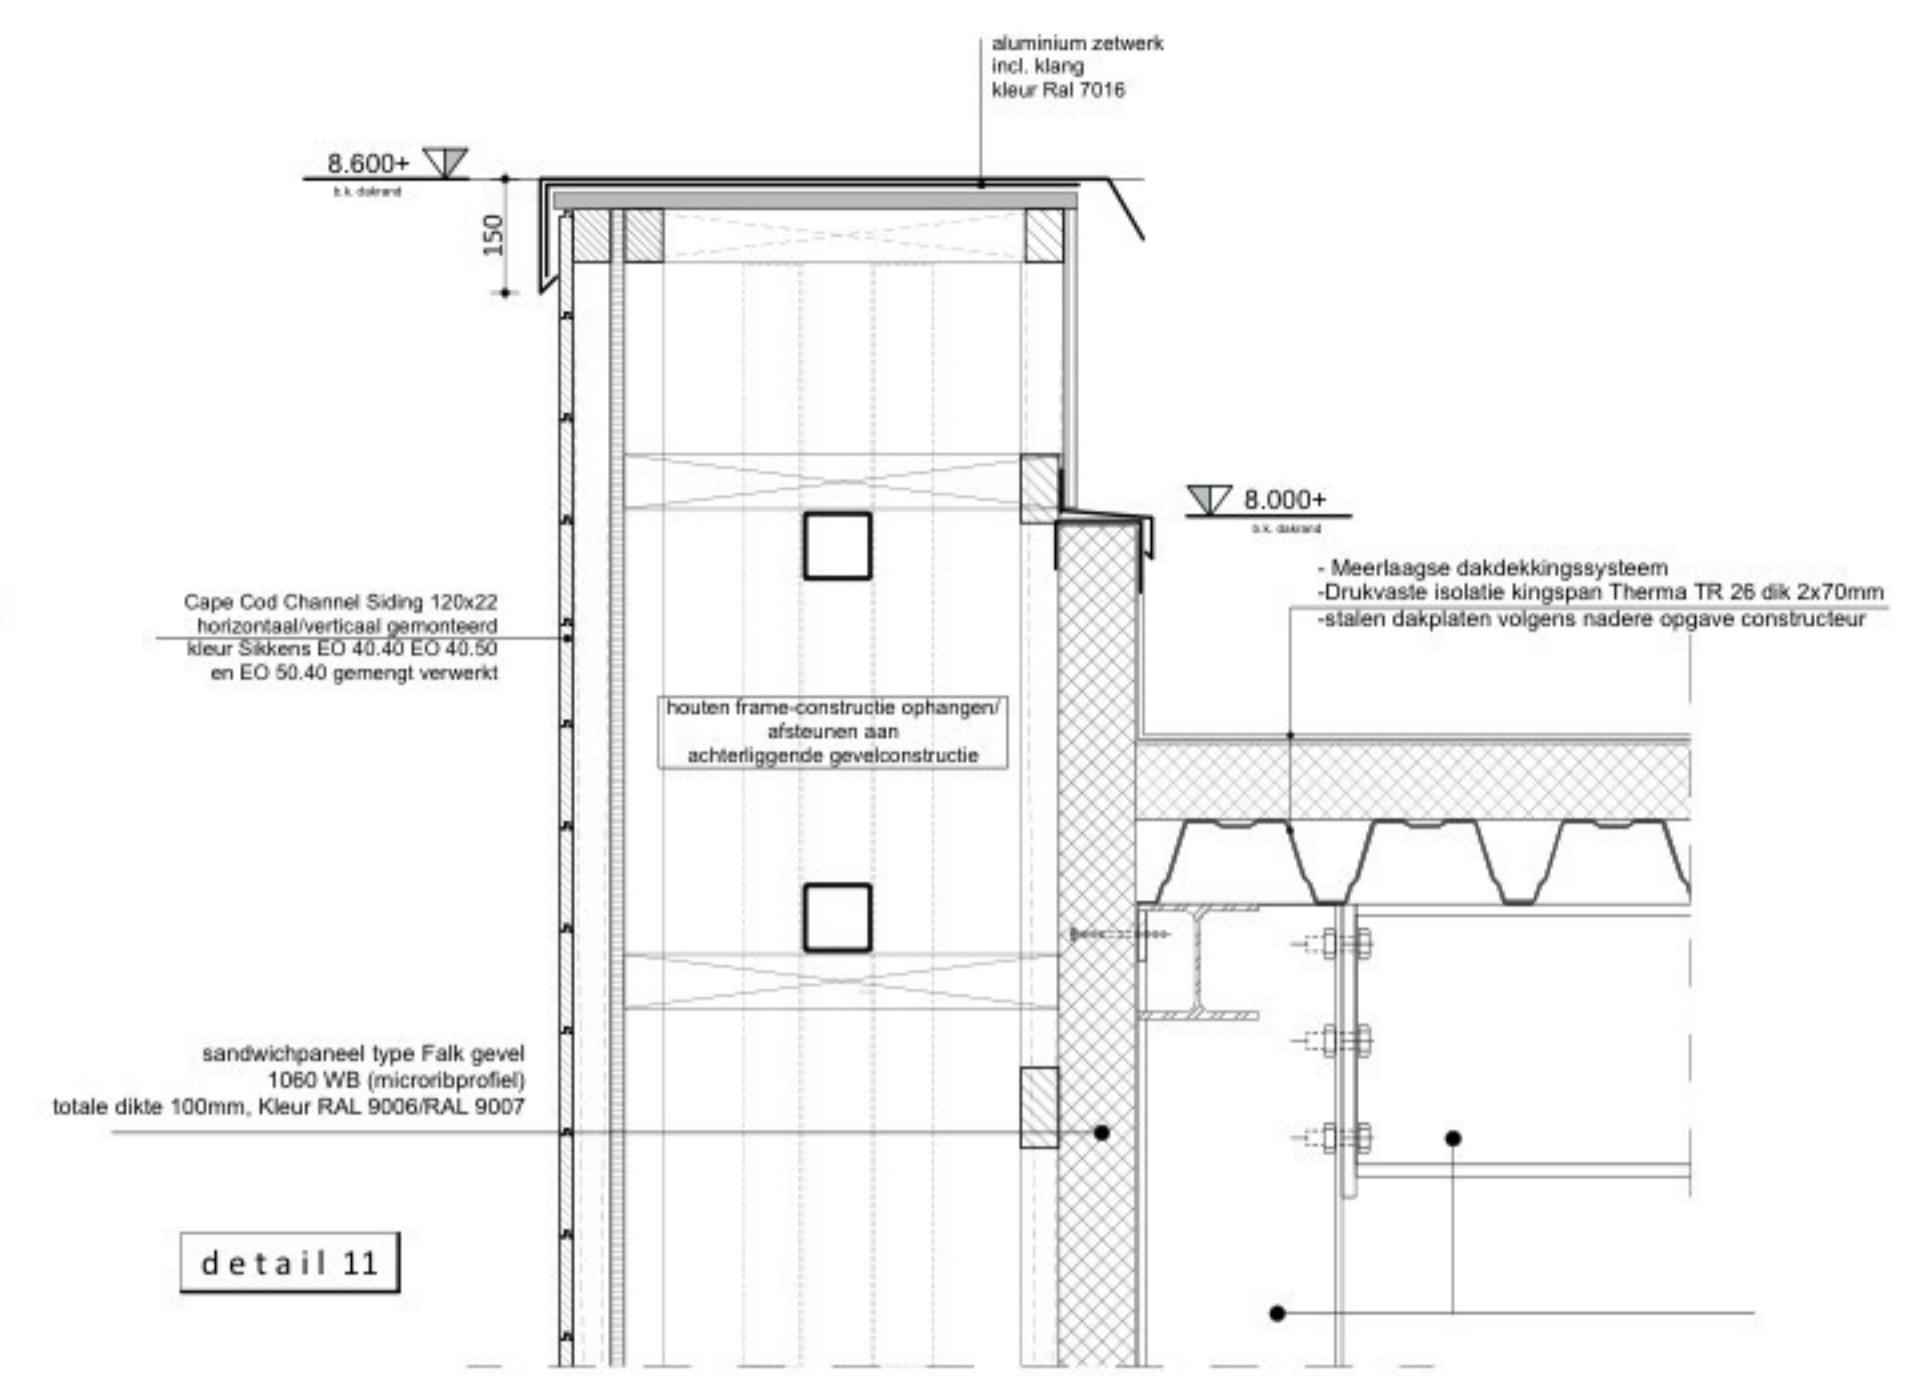 aluminium zetwerk
incl. klang
kleur Ral 7016
8.600+
b.k. dakrand
150
8.000+
b.k. dakrand
- Meerlaagse dakdekkingssysteem
-Drukvaste isolatie kingspan Therma TR 26 dik 2x70mm
-stalen dakplaten volgens nadere opgave constructeur
Cape Cod Channel Siding 120x22
horizontaal/verticaal gemonteerd
kleur Sikkens EO 40.40 EO 40.50
en EO 50.40 gemengt verwerkt
houten frame-constructie ophangen/
afsteunen aan
achterliggende gevelconstructie
sandwichpaneel type Falk gevel
1060 WB (microribprofiel)
totale dikte 100mm, Kleur RAL 9006/RAL 9007
detail 11